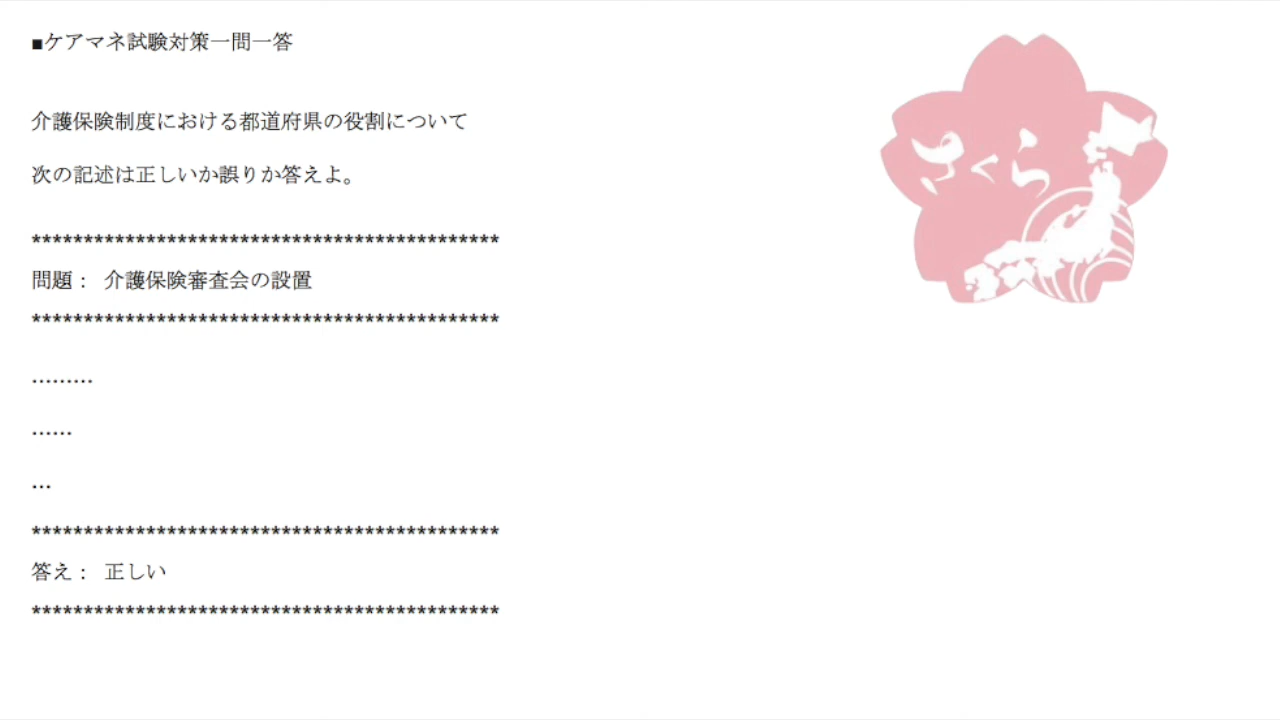 ■ケアマネ試験対策一問一答
介護保険制度における都道府県の役割について
次の記述は正しいか誤りか答えよ。
*********************************************
問題： 介護保険審査会の設置
*********************************************
………
……
…
*********************************************
答え： 正しい
*********************************************
さくら